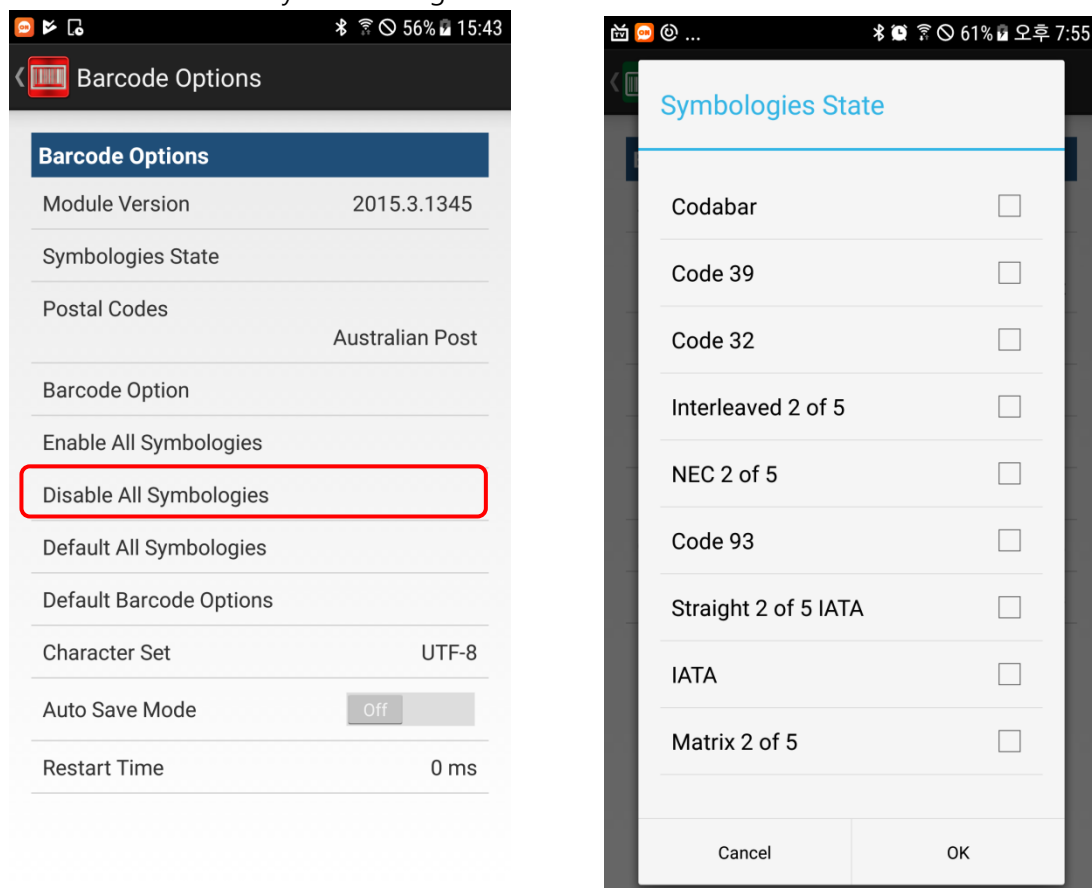 56% 15:43
Barcode Options
Barcode Options
Module Version 2015.3.1345
Symbologies State
Postal Codes
Australian Post
Barcode Option
Enable All Symbologies
Disable All Symbologies
Default All Symbologies
Default Barcode Options
Character Set UTF-8
Auto Save Mode Off
Restart Time 0 ms
... 61% 오후 7:55
Symbologies State
Codabar
Code 39
Code 32
Interleaved 2 of 5
NEC 2 of 5
Code 93
Straight 2 of 5 IATA
IATA
Matrix 2 of 5
Cancel OK